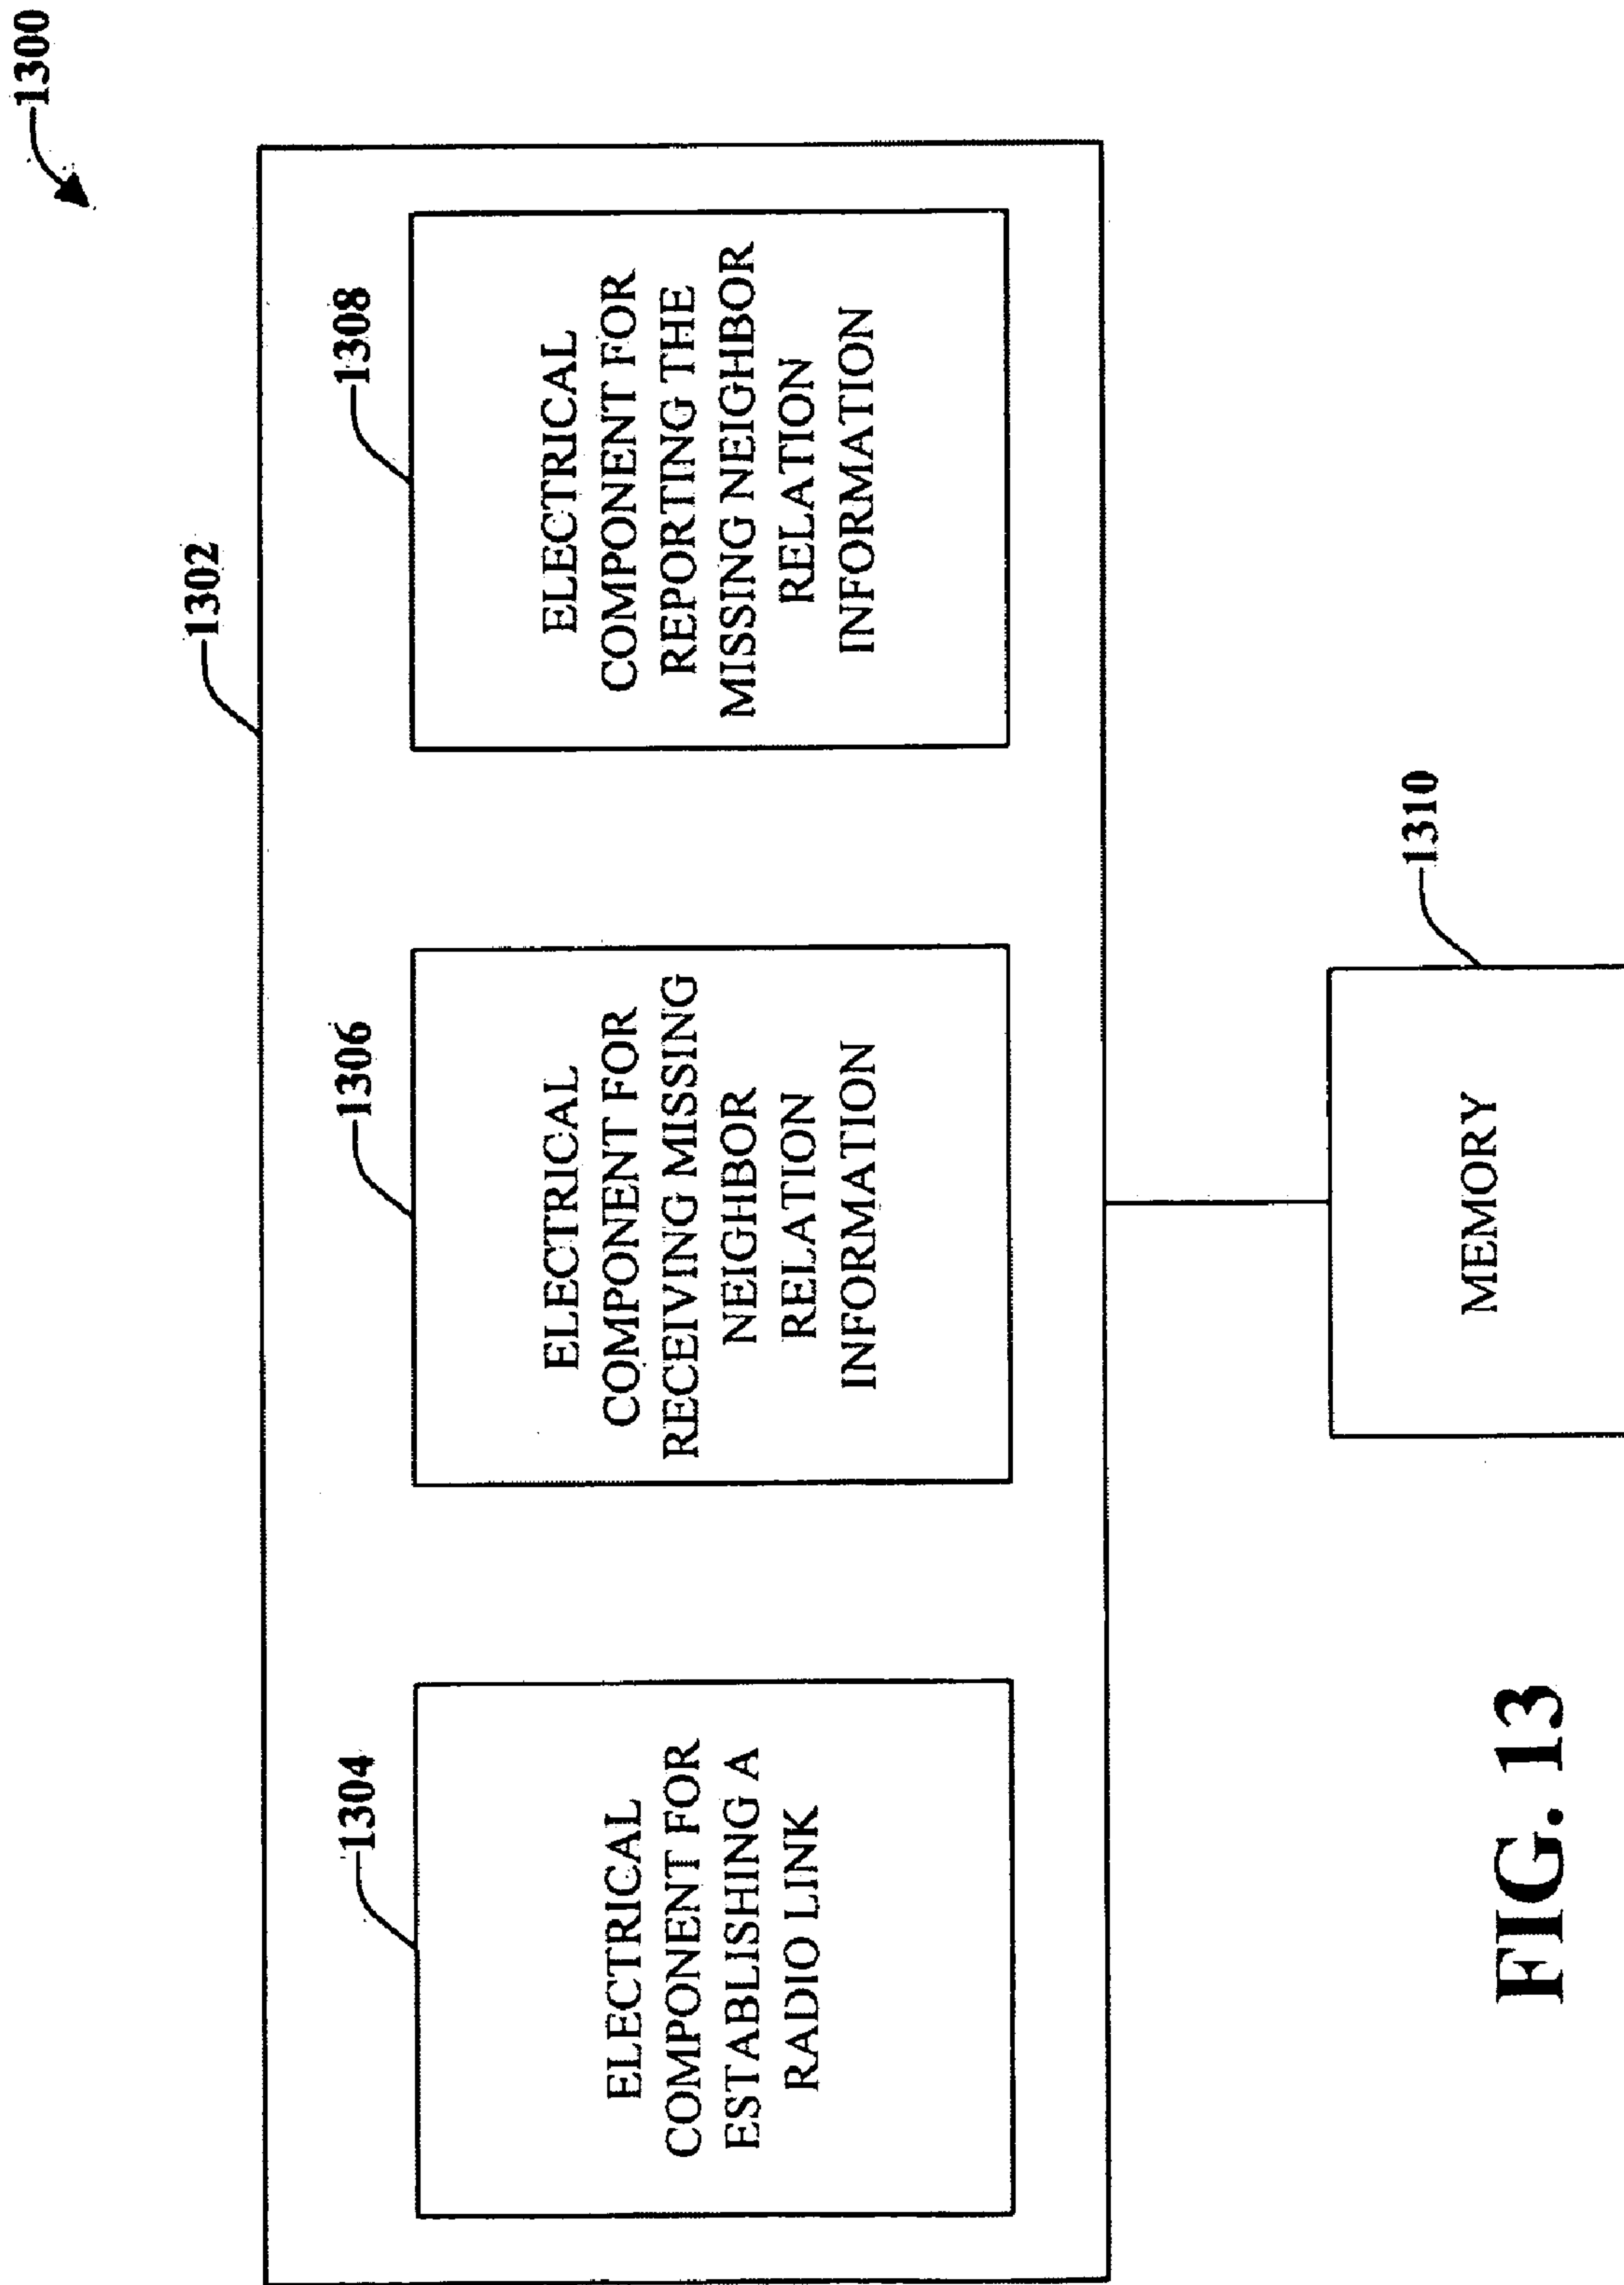 1300
1302
1304
ELECTRICAL
COMPONENT FOR
ESTABLISHING A
RADIO LINK
1306
ELECTRICAL
COMPONENT FOR
RECEIVING MISSING
NEIGHBOR
RELATION
INFORMATION
1308
ELECTRICAL
COMPONENT FOR
REPORTING THE
MISSING NEIGHBOR
RELATION
INFORMATION
1310
MEMORY
FIG. 13